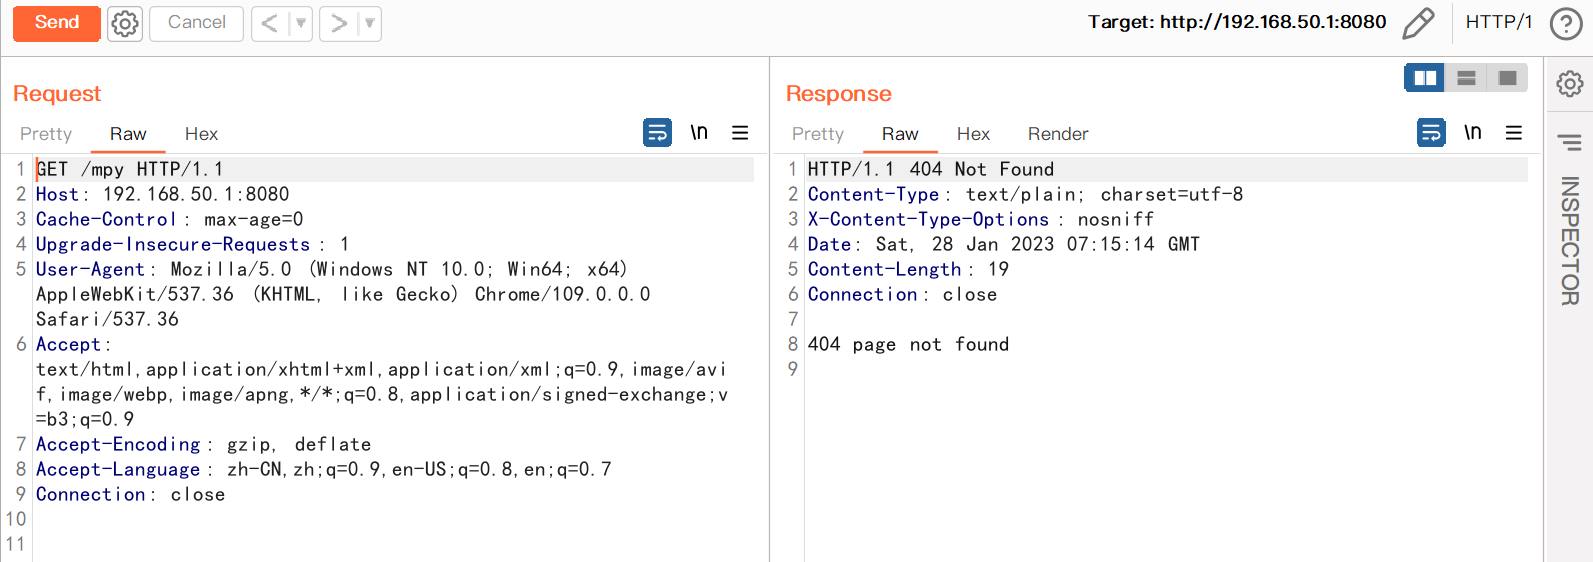 Send
Cancel
<
>
Target: http://192.168.50.1:8080
HTTP/1
?
Request
Pretty
Raw
Hex
\n
1 GET /mpy HTTP/1.1
2 Host: 192.168.50.1:8080
3 Cache-Control: max-age=0
4 Upgrade-Insecure-Requests: 1
5 User-Agent: Mozilla/5.0 (Windows NT 10.0; Win64; x64)
AppleWebKit/537.36 (KHTML, like Gecko) Chrome/109.0.0.0
Safari/537.36
6 Accept:
text/html,application/xhtml+xml,application/xml;q=0.9,image/avi
f,image/webp,image/apng,*/*;q=0.8,application/signed-exchange;v
=b3;q=0.9
7 Accept-Encoding: gzip, deflate
8 Accept-Language: zh-CN,zh;q=0.9,en-US;q=0.8,en;q=0.7
9 Connection: close
10
11
Response
Pretty
Raw
Hex
Render
\n
1 HTTP/1.1 404 Not Found
2 Content-Type: text/plain; charset=utf-8
3 X-Content-Type-Options: nosniff
4 Date: Sat, 28 Jan 2023 07:15:14 GMT
5 Content-Length: 19
6 Connection: close
7
8 404 page not found
9
INSPECTOR